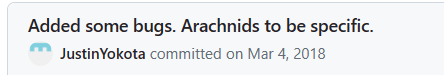 Added some bugs. Arachnids to be specific.
JustinYokota committed on Mar 4, 2018